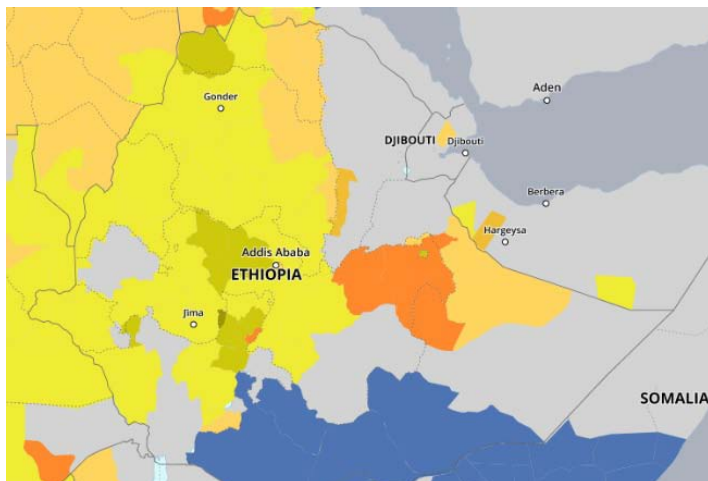 Aden
Gonder
DJIBOUTI
Djibouti
Berbera
Hargeysa
Addis Ababa
ETHIOPIA
Jima
SOMALIA